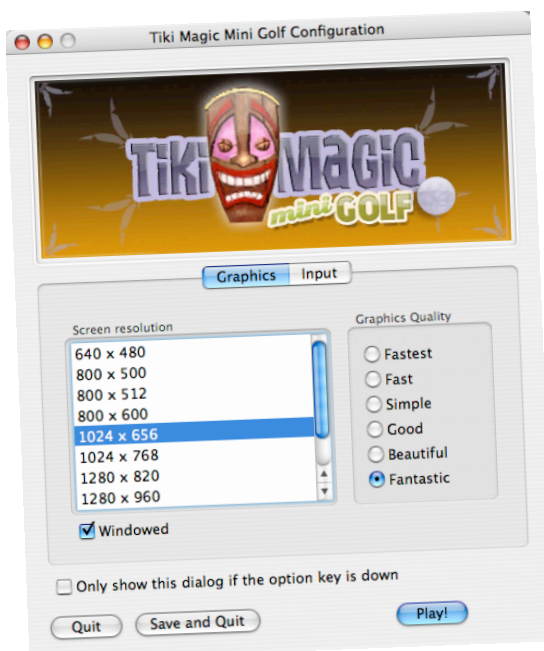 Tiki Magic Mini Golf Configuration
TIKI MAGIC
mini GOLF
Graphics Input
Screen resolution
640 x 480
800 x 500
800 x 512
800 x 600
1024 x 656
1024 x 768
1280 x 820
1280 x 960
Windowed
Graphics Quality
Fastest
Fast
Simple
Good
Beautiful
Fantastic
Only show this dialog if the option key is down
Quit Save and Quit Play!